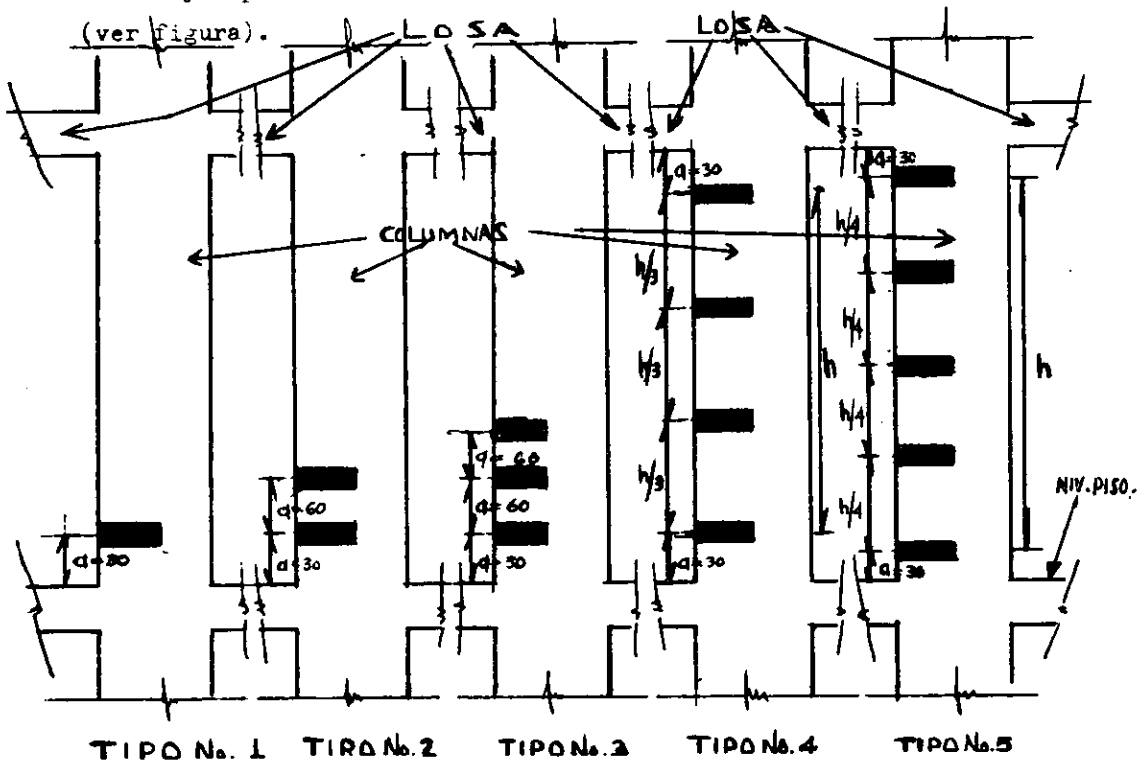 (ver figura).
LOSA
LOSA
a=30
a=30
COLUMNAS
h/3
h/3
h/3
h
h/4
h/4
h/4
h/4
h
a=60
a=60
a=60
a=30
a=30
a=30
a=30
NIV. PISO.
TIPO No. 1
TIPO No. 2
TIPO No. 3
TIPO No. 4
TIPO No. 5